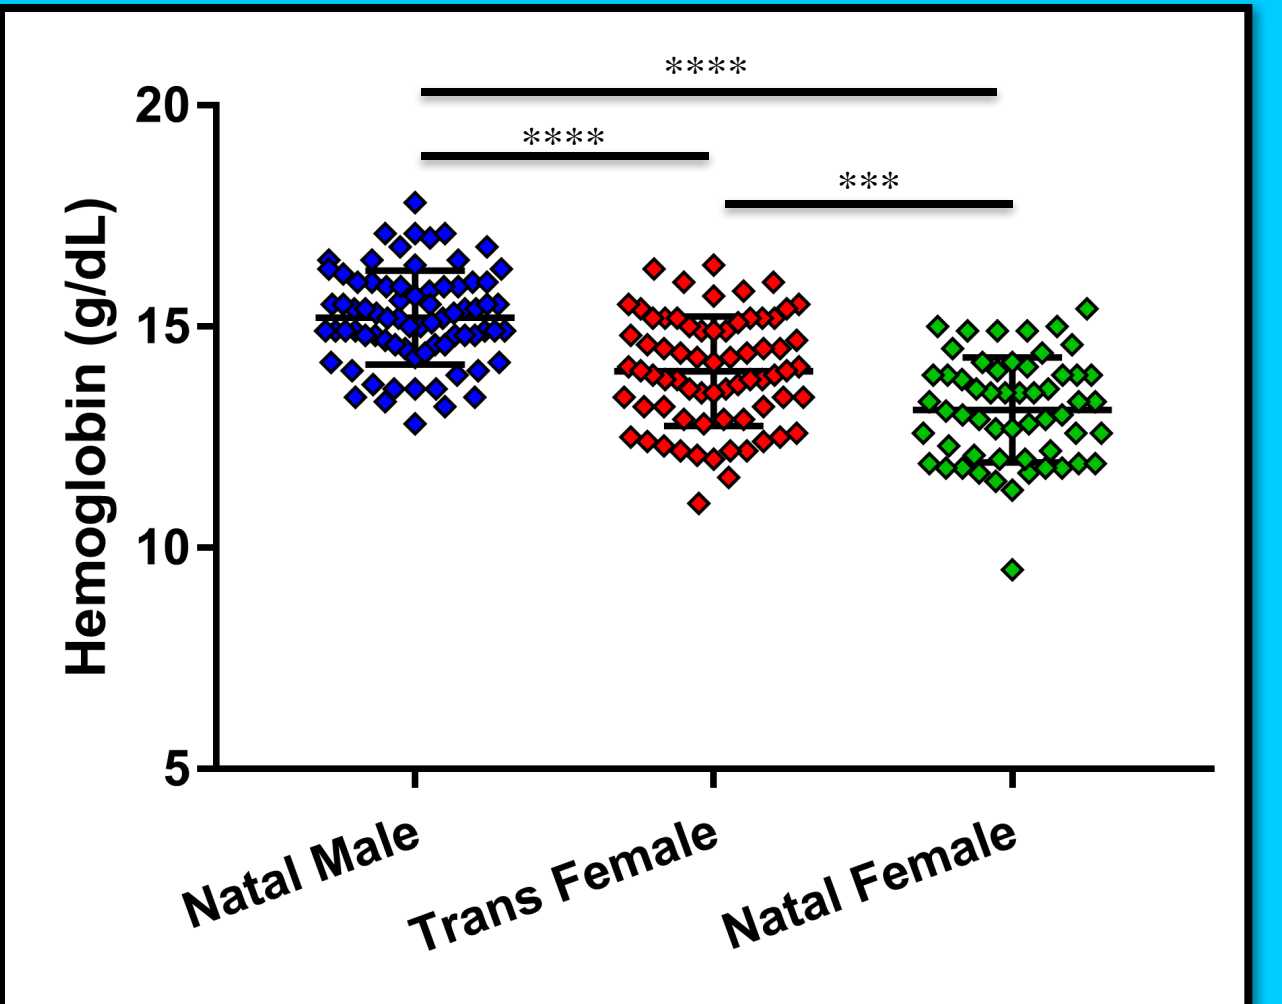 ****
20
****
***
15
10
5
Hemoglobin (g/dL)
Natal Male
Trans Female
Natal Female